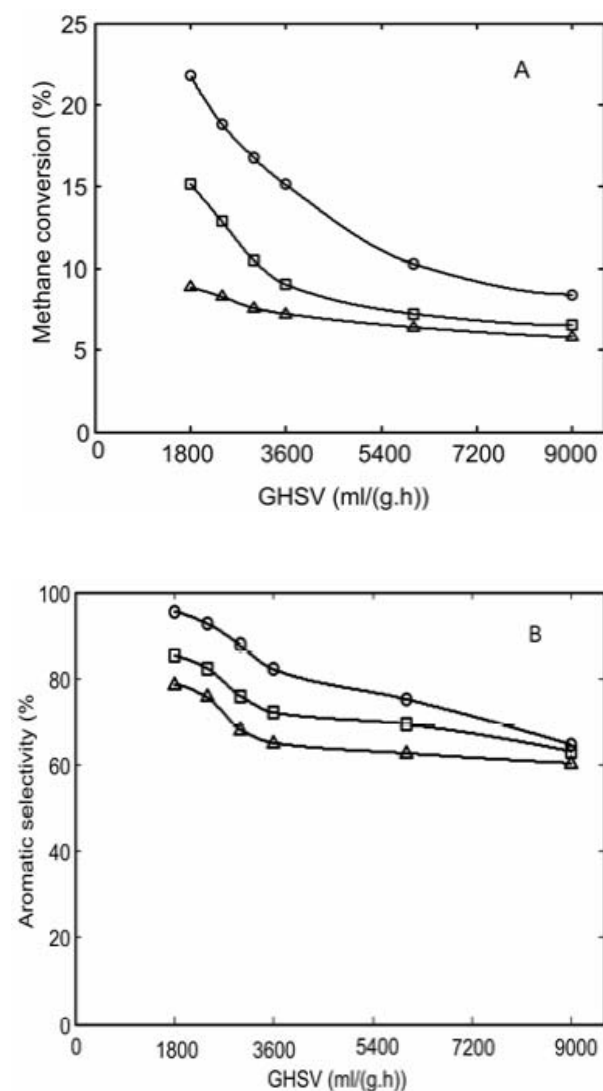 25
A
20
15
10
5
0
Methane conversion (%)
0 1800 3600 5400 7200 9000
GHSV (ml/(g.h))
100
B
80
60
40
20
0
Aromatic selectivity (%
0 1800 3600 5400 7200 9000
GHSV (ml/(g.h))